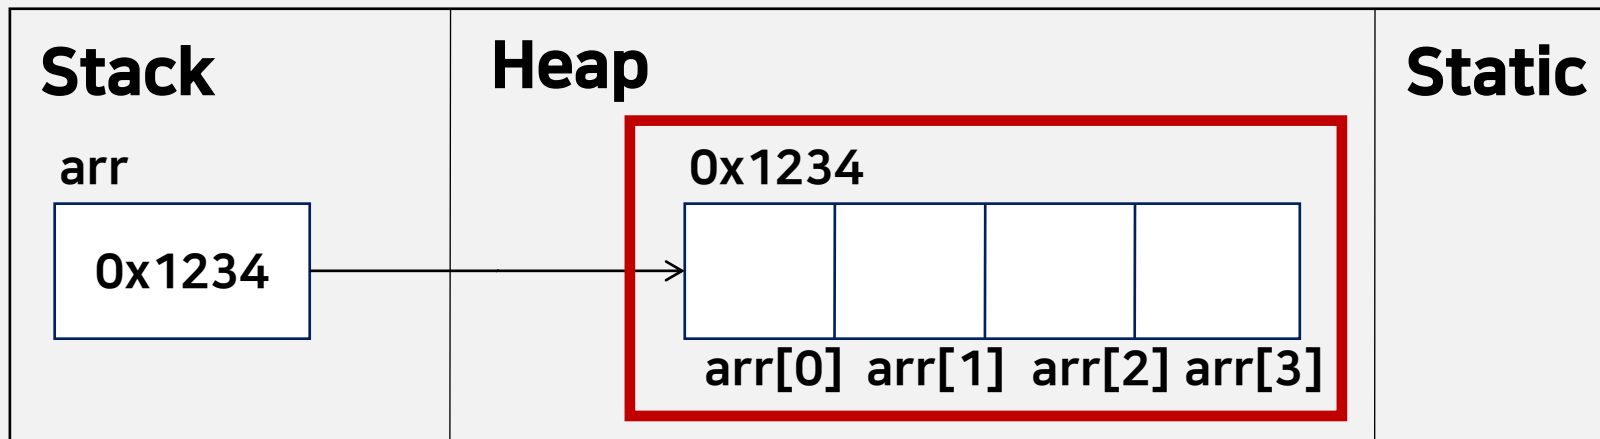 Stack
Heap
Static
arr
0x1234
0x1234
arr[0] arr[1] arr[2] arr[3]